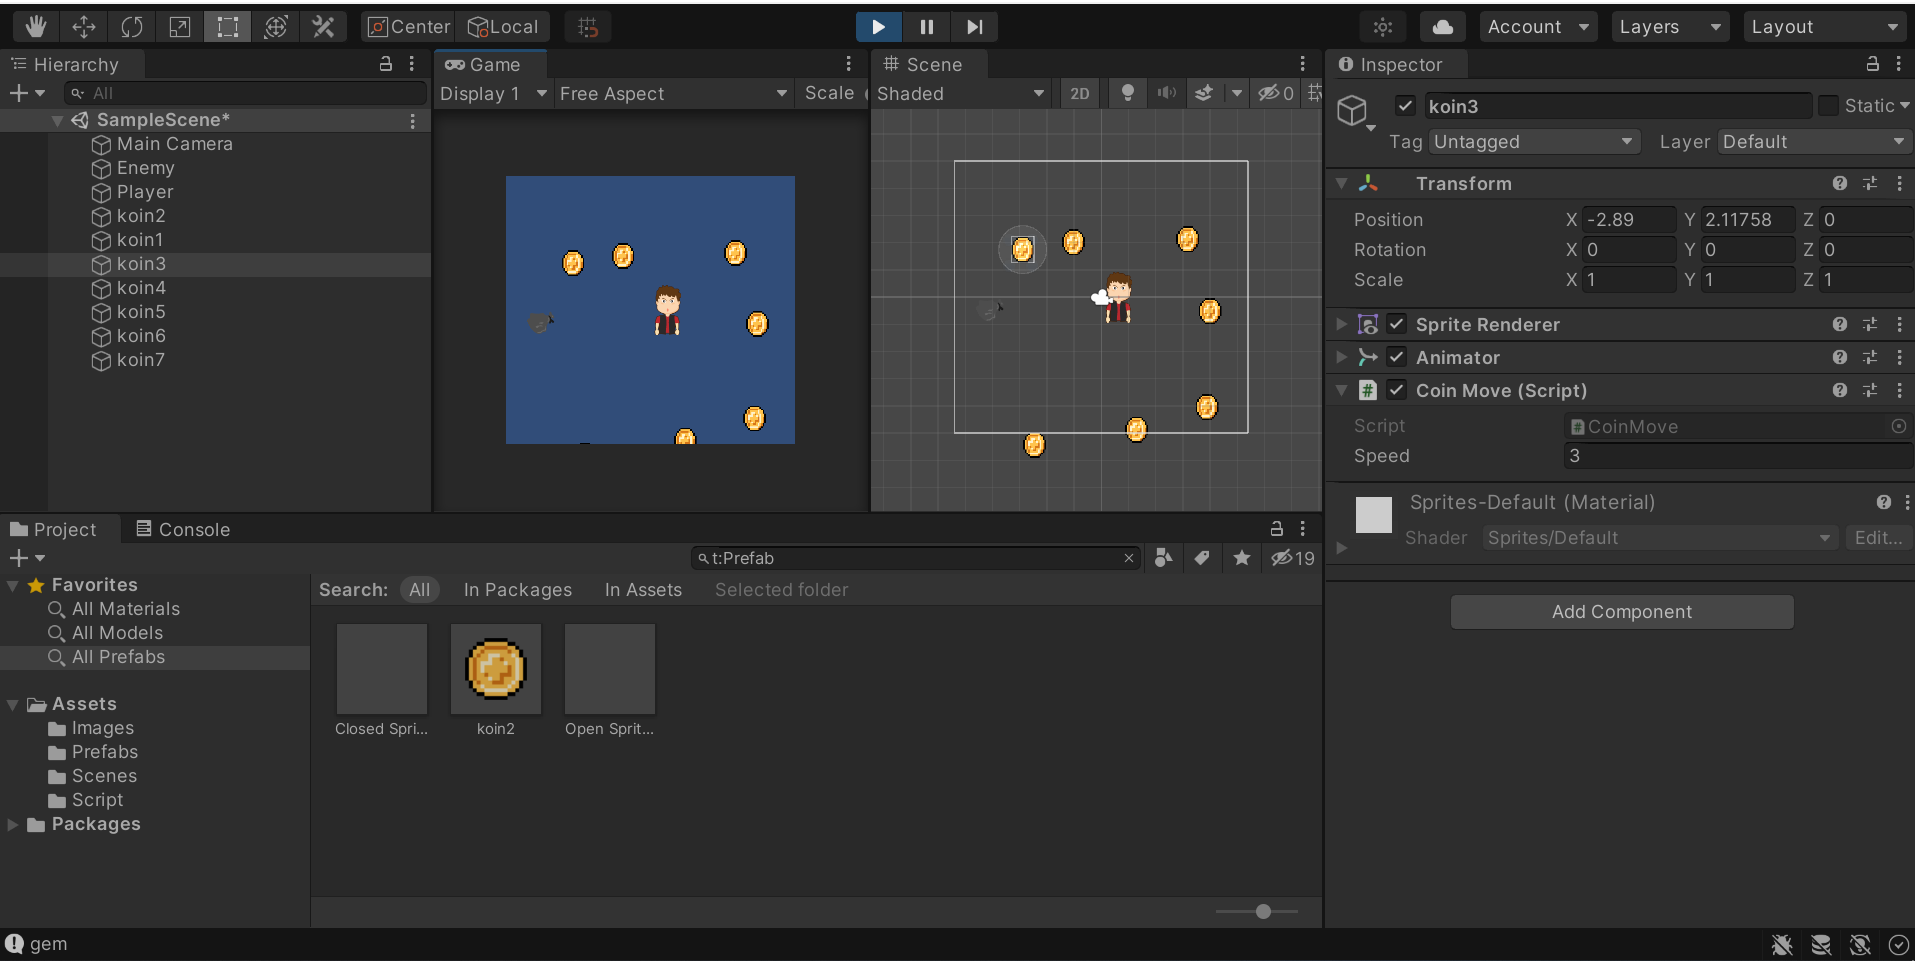 Center Local Account Layers Layout
Hierarchy
All
SampleScene*
Main Camera
Enemy
Player
koin2
koin1
koin3
koin4
koin5
koin6
koin7
Game
Display 1 Free Aspect Scale
Scene
Shaded 2D 0
Inspector
koin3 Static
Tag Untagged Layer Default
Transform
Position X -2.89 Y 2.11758 Z 0
Rotation X 0 Y 0 Z 0
Scale X 1 Y 1 Z 1
Sprite Renderer
Animator
# Coin Move (Script)
Script # CoinMove
Speed 3
Sprites-Default (Material)
Shader Sprites/Default Edit...
Add Component
Project Console
t:Prefab 19
Favorites
All Materials
All Models
All Prefabs
Assets
Images
Prefabs
Scenes
Script
Packages
Search: All In Packages In Assets Selected folder
Closed Spri... koin2 Open Sprit...
gem